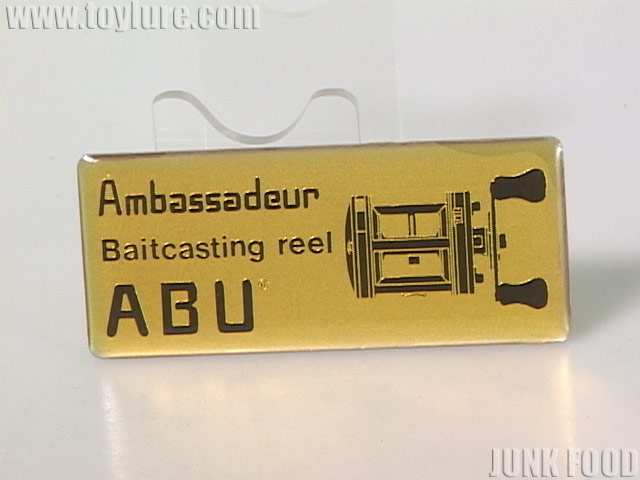 www.toylure.com
Ambassadeur
Baitcasting reel
ABU
JUNK FOOD